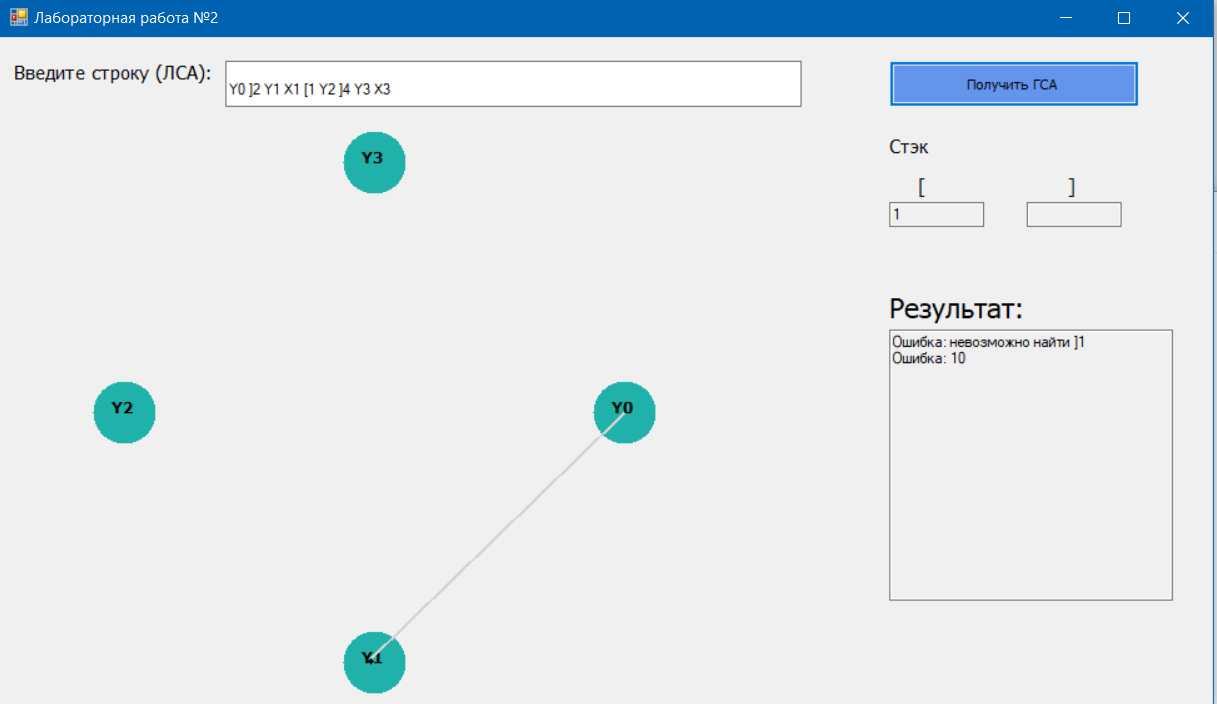 Лабораторная работа №2
Введите строку (ЛСА):
Y0 ]2 Y1 X1 [1 Y2 ]4 Y3 X3
Получить ГСА
Стэк
[ ]
1
Y3
Y2
Y0
Y1
Результат:
Ошибка: невозможно найти ]1
Ошибка: 10